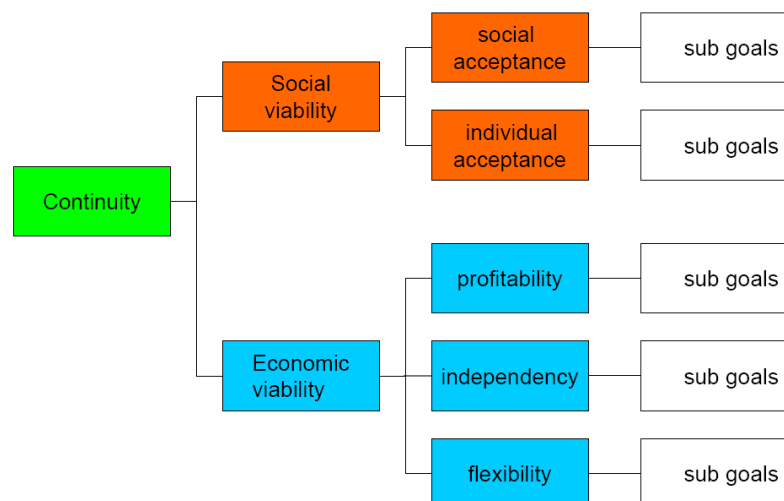 social
acceptance
sub goals
Social
viability
individual
acceptance
sub goals
Continuity
profitability
sub goals
Economic
viability
independency
sub goals
flexibility
sub goals